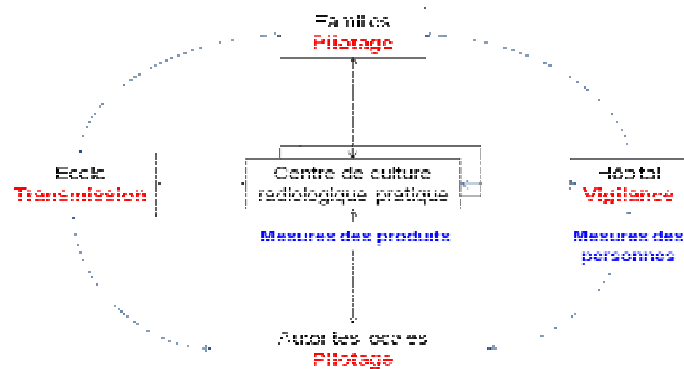 Familles
Pilotage
Ecole
Transmission
Centre de culture
radiologique pratique
Mesures des produits
Hôpital
Vigilance
Mesures des
personnes
Autorités locales
Pilotage